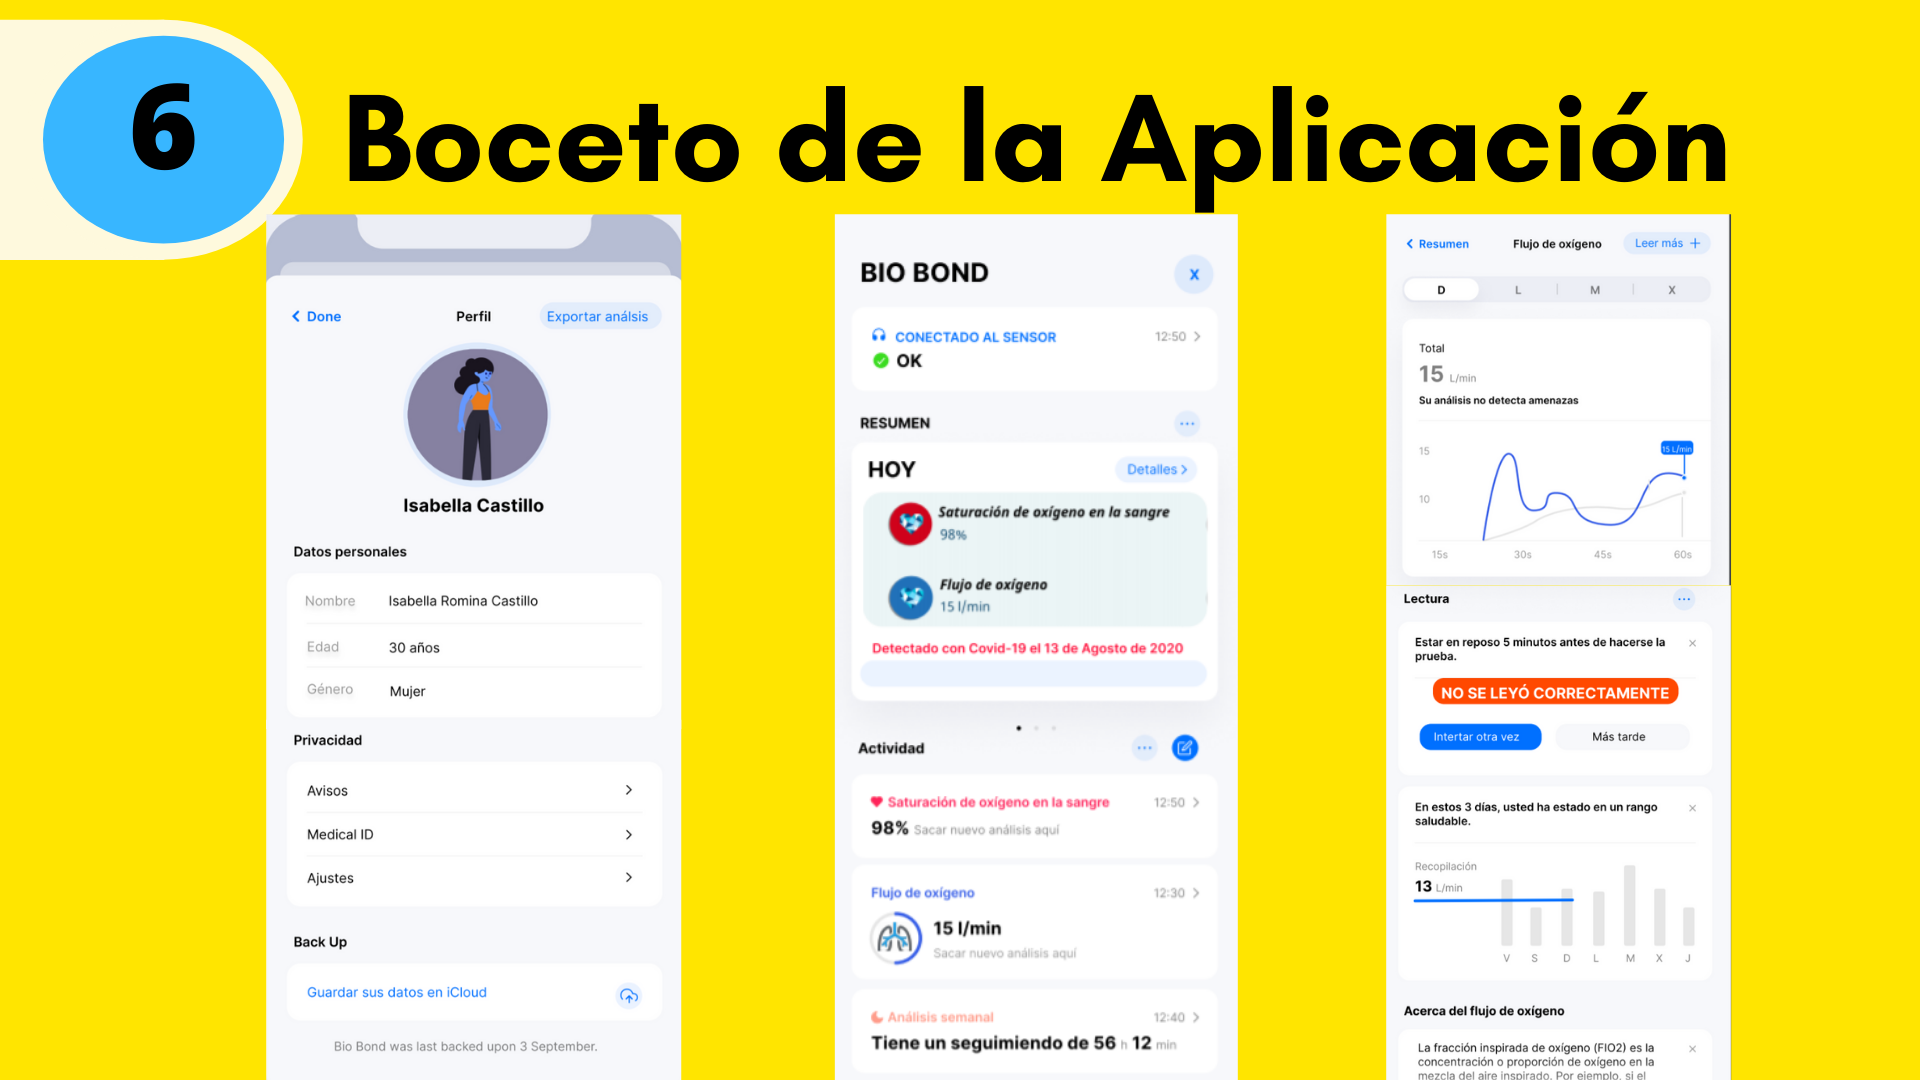 6
Boceto de la Aplicación
Done
Perfil
Exportar análsis
Isabella Castillo
Datos personales
Nombre Isabella Romina Castillo
Edad 30 años
Género Mujer
Privacidad
Avisos
Medical ID
Ajustes
Back Up
Guardar sus datos en iCloud
Bio Bond was last backed upon 3 September.
BIO BOND
X
CONECTADO AL SENSOR 12:50
OK
RESUMEN
HOY
Detalles
Saturación de oxígeno en la sangre
98%
Flujo de oxígeno
15 l/min
Detectado con Covid-19 el 13 de Agosto de 2020
Actividad
Saturación de oxígeno en la sangre 12:50
98% Sacar nuevo análisis aquí
Flujo de oxígeno 12:30
15 l/min
Sacar nuevo análisis aquí
Análisis semanal 12:40
Tiene un seguimiendo de 56 h 12 min
Resumen
Flujo de oxígeno
Leer más +
D L M X
Total
15 L/min
Su análisis no detecta amenazas
15 L/min
15
10
15s 30s 45s 60s
Lectura
Estar en reposo 5 minutos antes de hacerse la
prueba.
NO SE LEYÓ CORRECTAMENTE
Intertar otra vez
Más tarde
En estos 3 días, usted ha estado en un rango
saludable.
Recopilación
13 L/min
V S D L M X J
Acerca del flujo de oxígeno
La fracción inspirada de oxígeno (FIO2) es la
concentración o proporción de oxígeno en la
mezcla del aire inspirado. Por ejemplo, si el